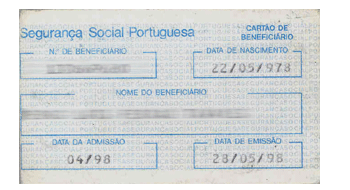 Segurança Social Portuguesa
CARTÃO DE
BENEFICIÁRIO
N.º DE BENEFICIÁRIO
DATA DE NASCIMENTO
22/05/978
NOME DO BENEFICIÁRIO
DATA DA ADMISSÃO
DATA DE EMISSÃO
04/98
28/05/98